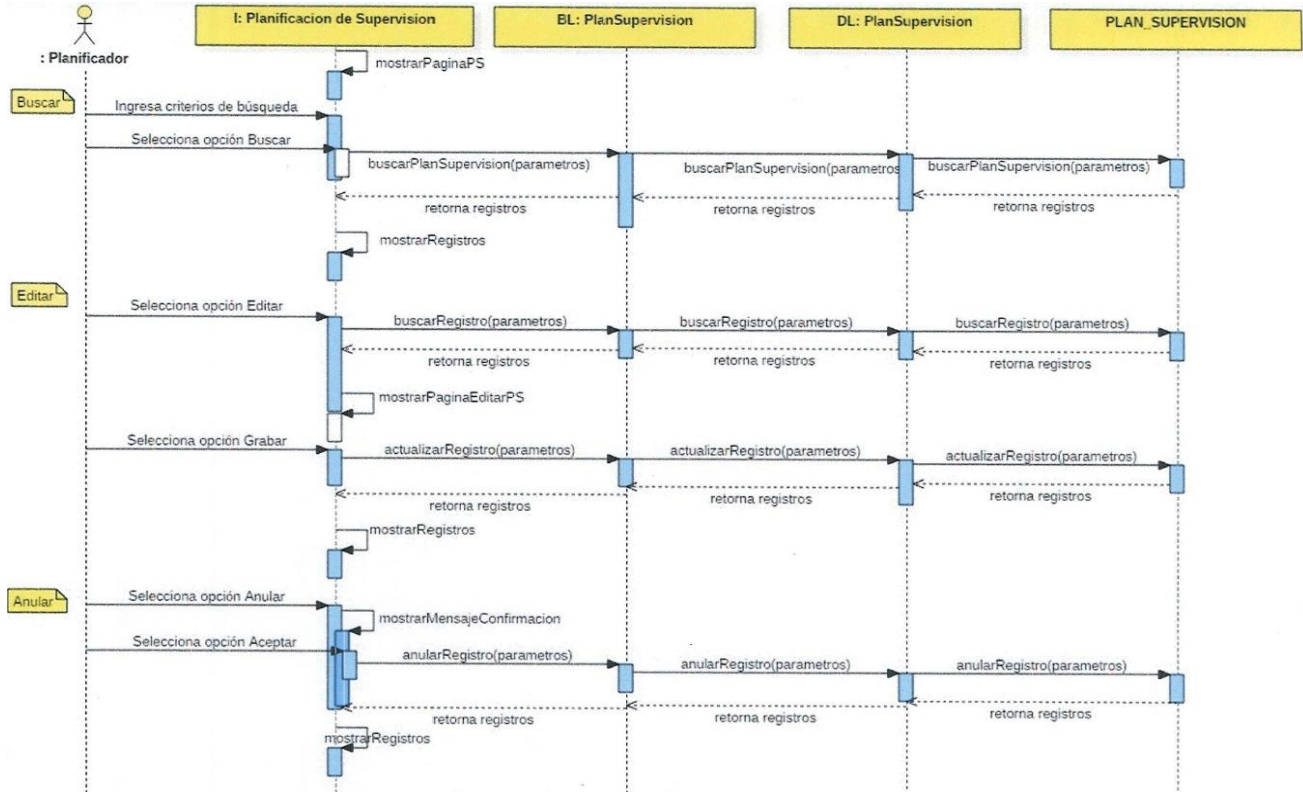 I: Planificacion de Supervision
BL: PlanSupervision
DL: PlanSupervision
PLAN_SUPERVISION
: Planificador
mostrarPaginaPS
Buscar
Ingresa criterios de búsqueda
Selecciona opción Buscar
buscarPlanSupervision(parametros)
buscarPlanSupervision(parametros
buscarPlanSupervision(parametros)
retorna registros
retorna registros
retorna registros
mostrarRegistros
Editar
Selecciona opción Editar
buscarRegistro(parametros)
buscarRegistro(parametros)
buscarRegistro(parametros)
retorna registros
retorna registros
retorna registros
mostrarPaginaEditarPS
Selecciona opción Grabar
actualizarRegistro(parametros)
actualizarRegistro(parametros)
actualizarRegistro(parametros)
retorna registros
retorna registros
retorna registros
mostrarRegistros
Anular
Selecciona opción Anular
mostrarMensajeConfirmacion
Selecciona opción Aceptar
anularRegistro(parametros)
anularRegistro(parametros)
anularRegistro(parametros)
retorna registros
retorna registros
retorna registros
mostrarRegistros